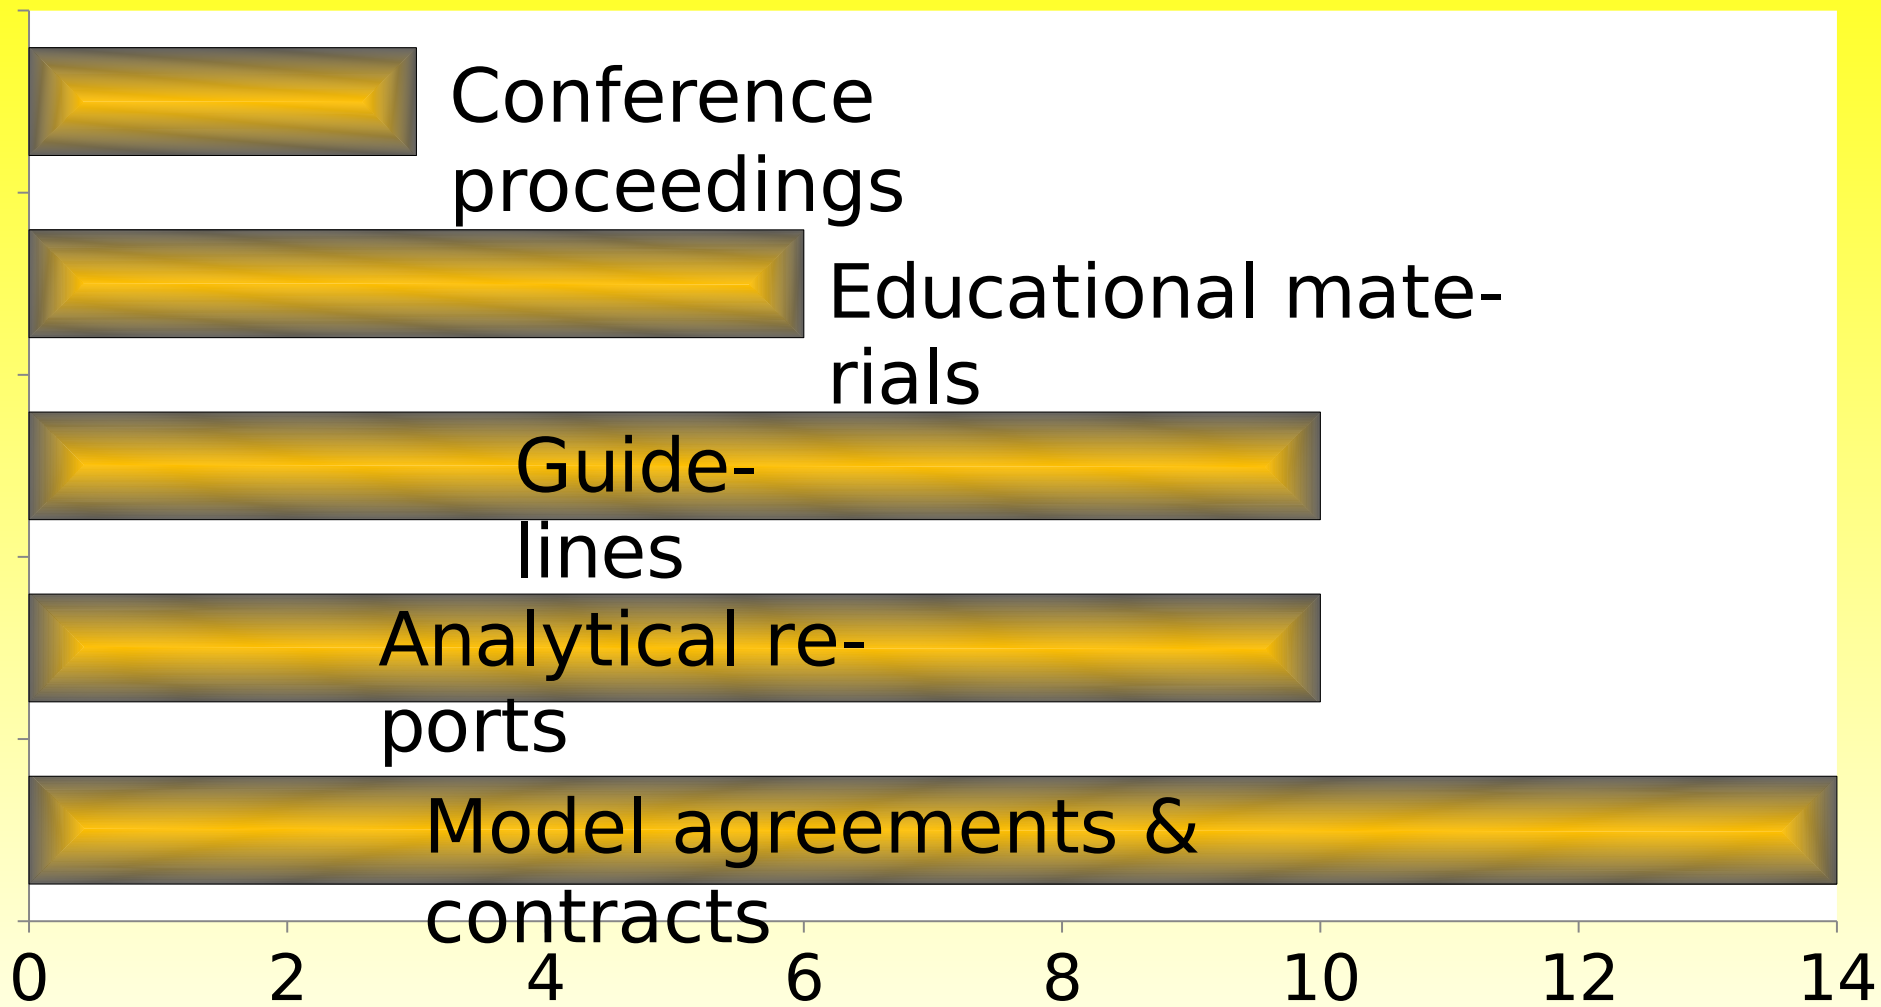 Conference
proceedings
Educational mate-
rials
Guide-
lines
Analytical re-
ports
Model agreements &
contracts
0 2 4 6 8 10 12 14